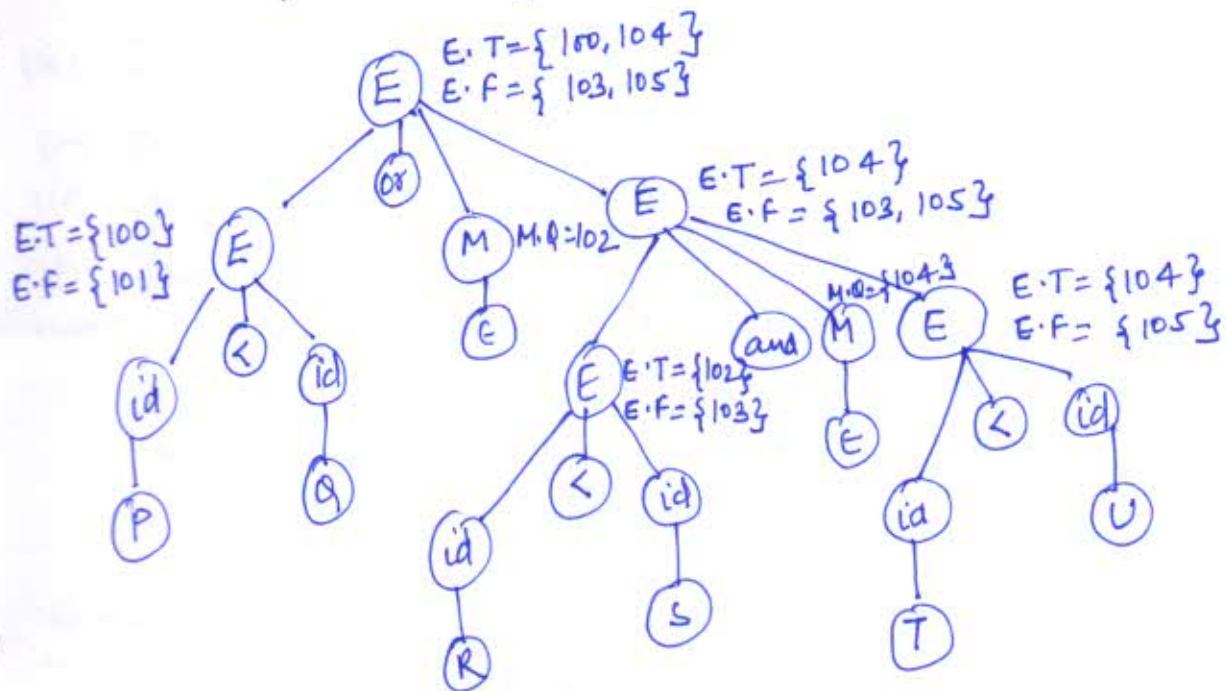 E.T={100,104}
E.F={103,105}
E
or
E.T={104}
E.F={103,105}
E
E.T={100}
E.F={101}
E
M
M.Q=102
M.Q={104}
E.T={104}
E.F={105}
id
<
id
ϵ
E
E.T={102}
E.F={103}
and
M
E
P
Q
id
<
id
ϵ
id
<
id
R
S
T
U